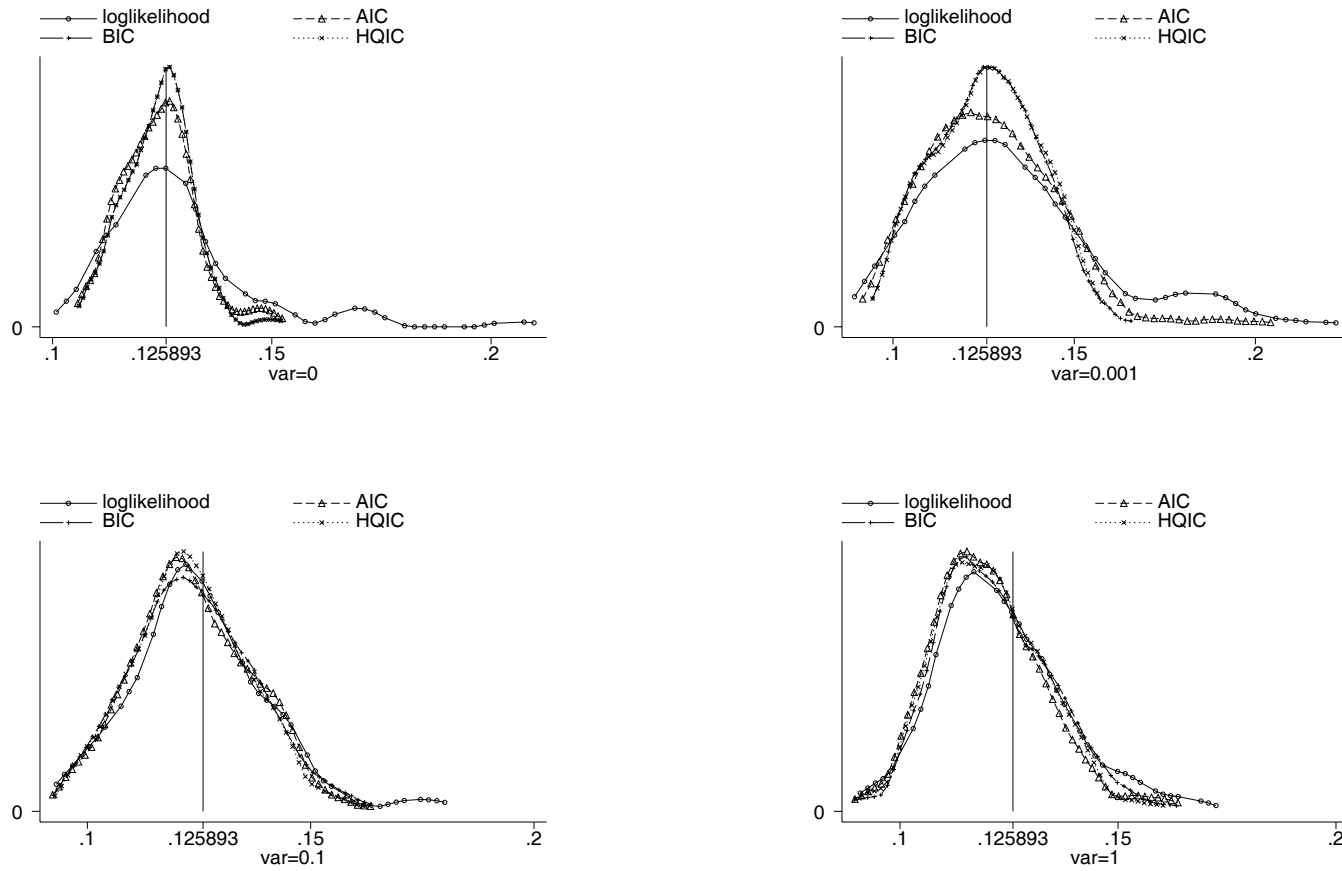 loglikelihood AIC
BIC HQIC
0
.1 .125893 .15 .2
var=0
loglikelihood AIC
BIC HQIC
0
.1 .125893 .15 .2
var=0.001
loglikelihood AIC
BIC HQIC
0
.1 .125893 .15 .2
var=0.1
loglikelihood AIC
BIC HQIC
0
.1 .125893 .15 .2
var=1